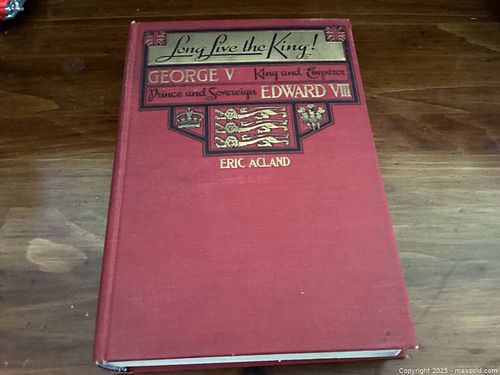 Long Live the King!
GEORGE V King and Emperor
Prince and Sovereign EDWARD VIII
ERIC ACLAND
Copyright 2025 - maxsold.com